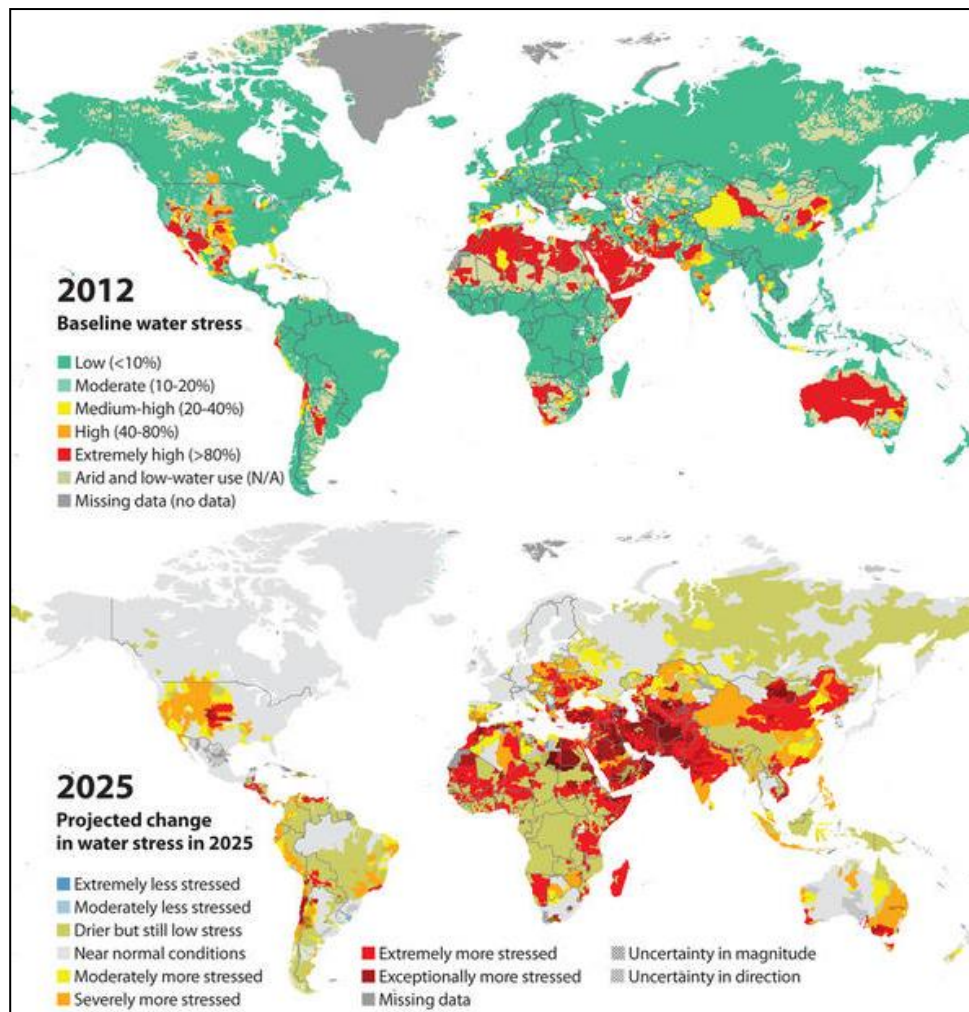 2012
Baseline water stress
Low (<10%)
Moderate (10-20%)
Medium-high (20-40%)
High (40-80%)
Extremely high (>80%)
Arid and low-water use (N/A)
Missing data (no data)
2025
Projected change
in water stress in 2025
Extremely less stressed
Moderately less stressed
Drier but still low stress
Near normal conditions
Moderately more stressed
Severely more stressed
Extremely more stressed
Exceptionally more stressed
Missing data
Uncertainty in magnitude
Uncertainty in direction